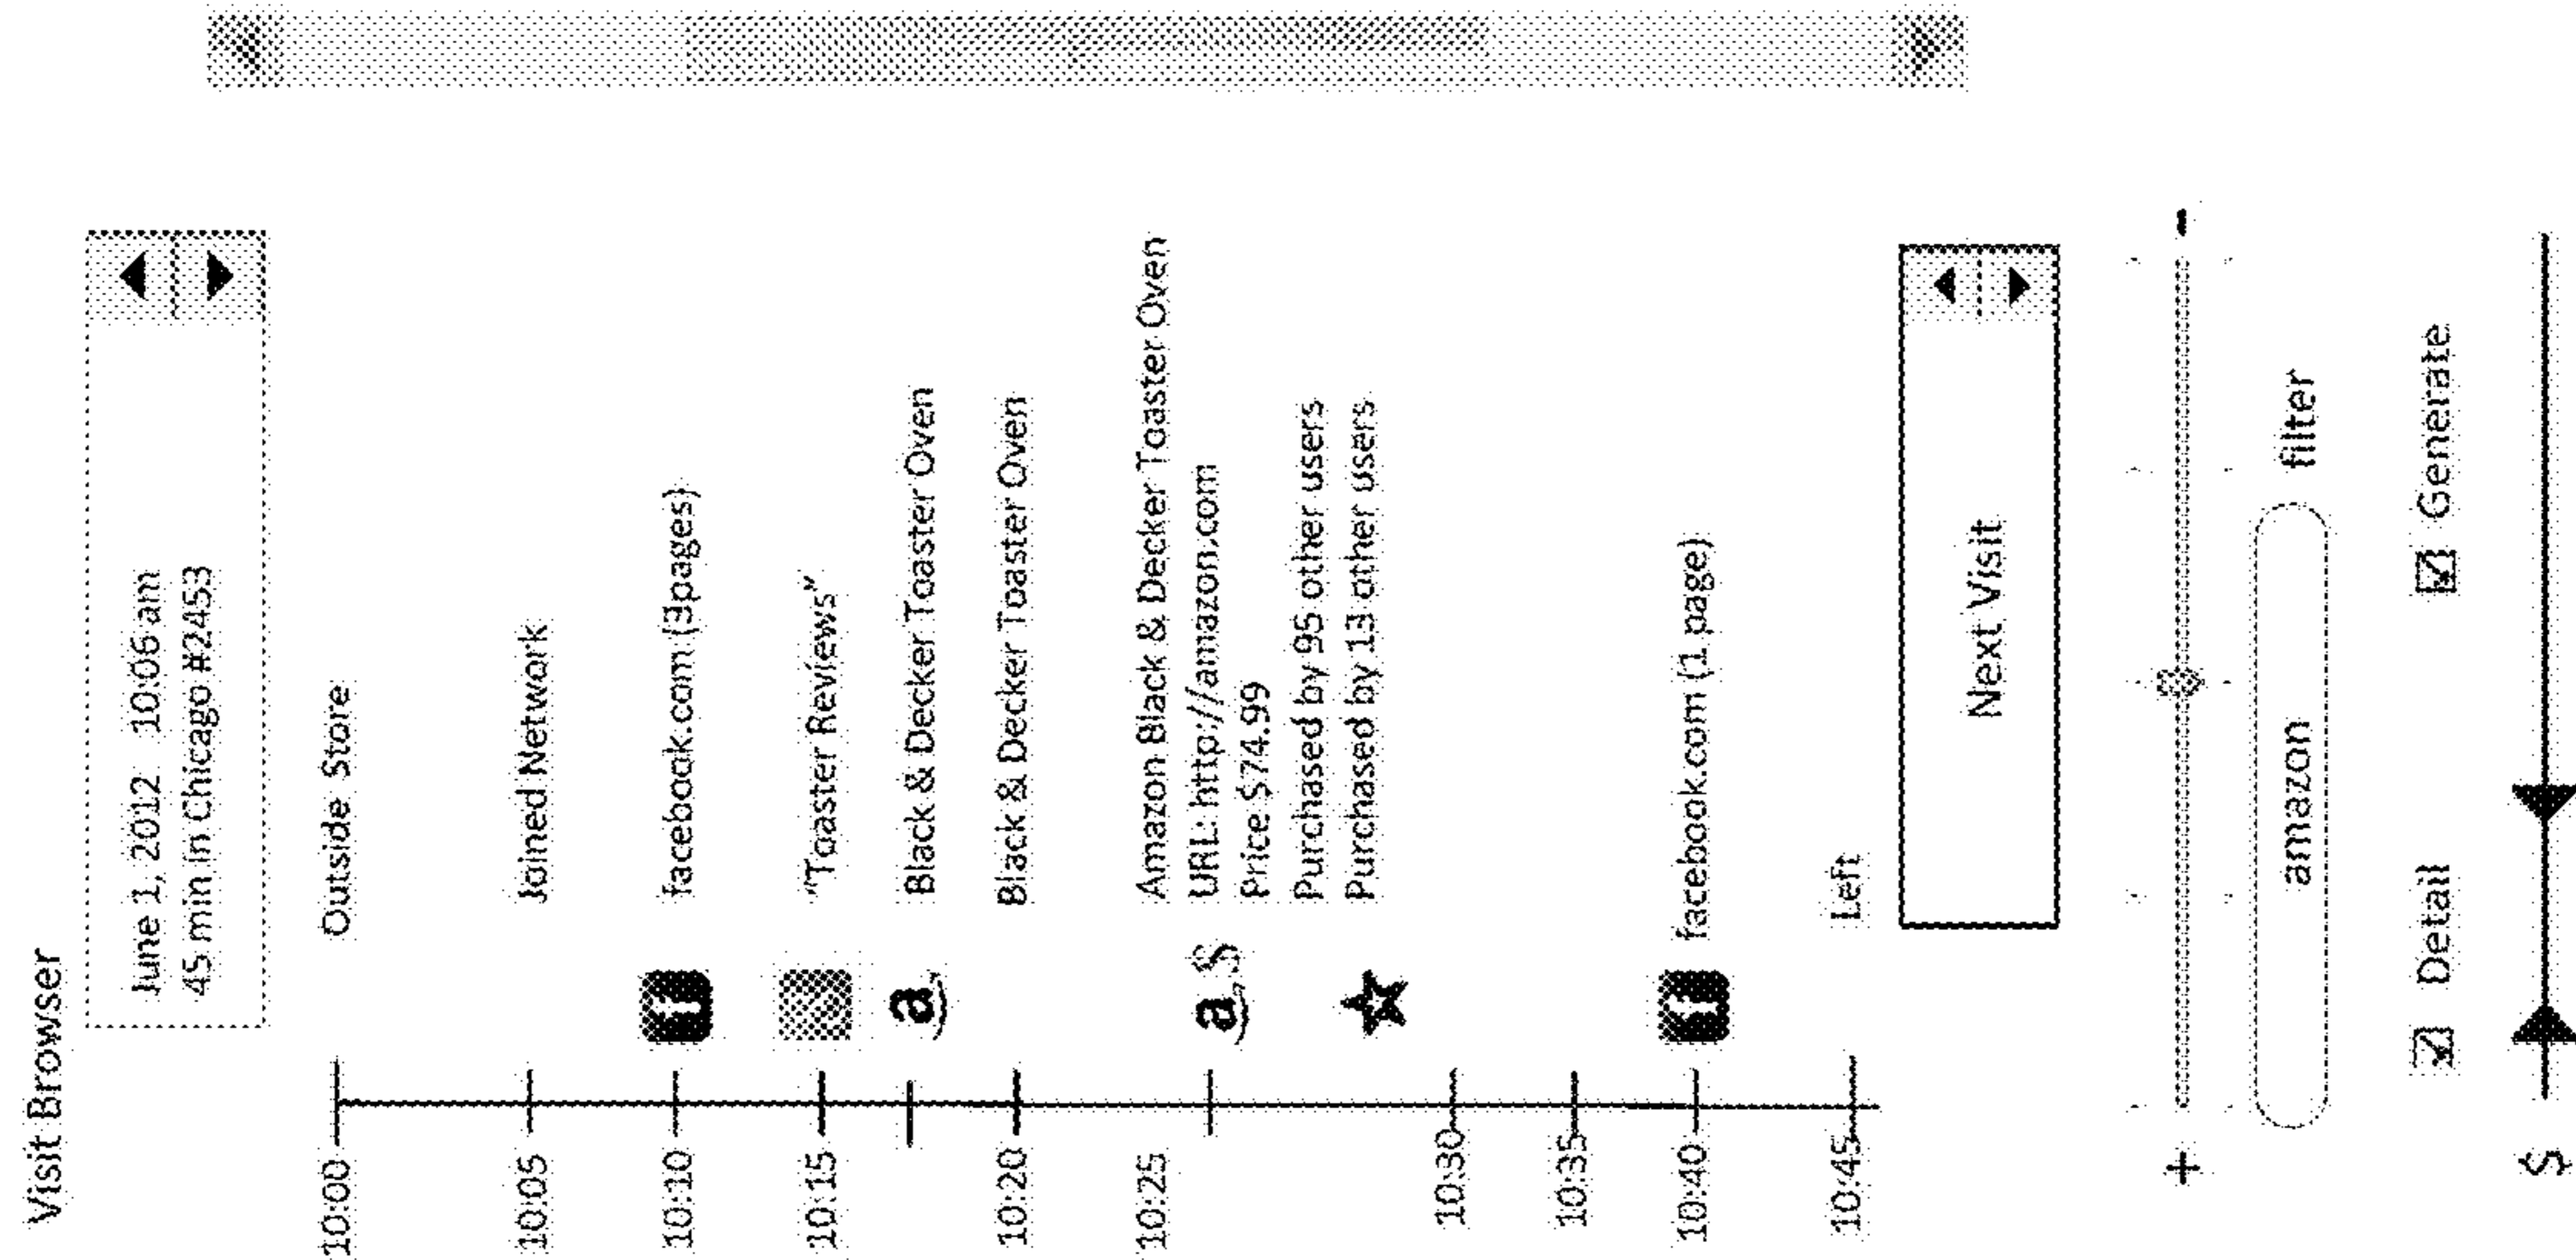 Visit Browser
June 1, 2012 10:06 am
45 min in Chicago #2453
10:00 Outside Store
10:05 Joined Network
10:10 f facebook.com (3pages)
10:15 "Toaster Reviews"
a Black & Decker Toaster Oven
10:20 Black & Decker Toaster Oven
10:25 Amazon Black & Decker Toaster Oven
a $ URL: http://amazon.com
Price $74.99
Purchased by 95 other users
Purchased by 13 other users
10:30
10:35
10:40 f facebook.com (1 page)
10:45 Left
Next Visit
+ -
amazon filter
Detail Generate
$